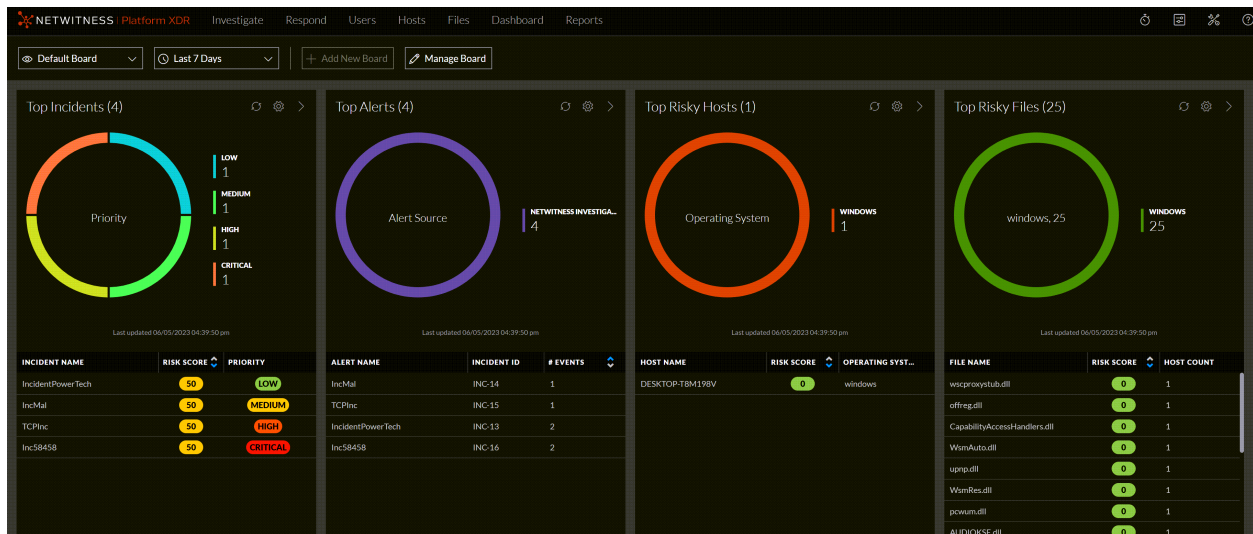 NETWITNESS Platform XDR Investigate Respond Users Hosts Files Dashboard Reports
Default Board Last 7 Days + Add New Board Manage Board
Top Incidents (4)
Priority
LOW
1
MEDIUM
1
HIGH
1
CRITICAL
1
Last updated 06/05/2023 04:39:50 pm
INCIDENT NAME RISK SCORE PRIORITY
IncidentPowerTech 50 LOW
IncMal 50 MEDIUM
TCPInc 50 HIGH
Inc58458 50 CRITICAL
Top Alerts (4)
Alert Source
NETWITNESS INVESTIGA...
4
Last updated 06/05/2023 04:39:50 pm
ALERT NAME INCIDENT ID # EVENTS
IncMal INC-14 1
TCPInc INC-15 1
IncidentPowerTech INC-13 2
Inc58458 INC-16 2
Top Risky Hosts (1)
Operating System
WINDOWS
1
Last updated 06/05/2023 04:39:50 pm
HOST NAME RISK SCORE OPERATING SYST...
DESKTOP-T8M198V 0 windows
Top Risky Files (25)
windows, 25
WINDOWS
25
Last updated 06/05/2023 04:39:50 pm
FILE NAME RISK SCORE HOST COUNT
wscproxystub.dll 0 1
offreg.dll 0 1
CapabilityAccessHandlers.dll 0 1
WsmAuto.dll 0 1
upnp.dll 0 1
WsmRes.dll 0 1
pcwum.dll 0 1
AUDIOKSE.dll 0 1